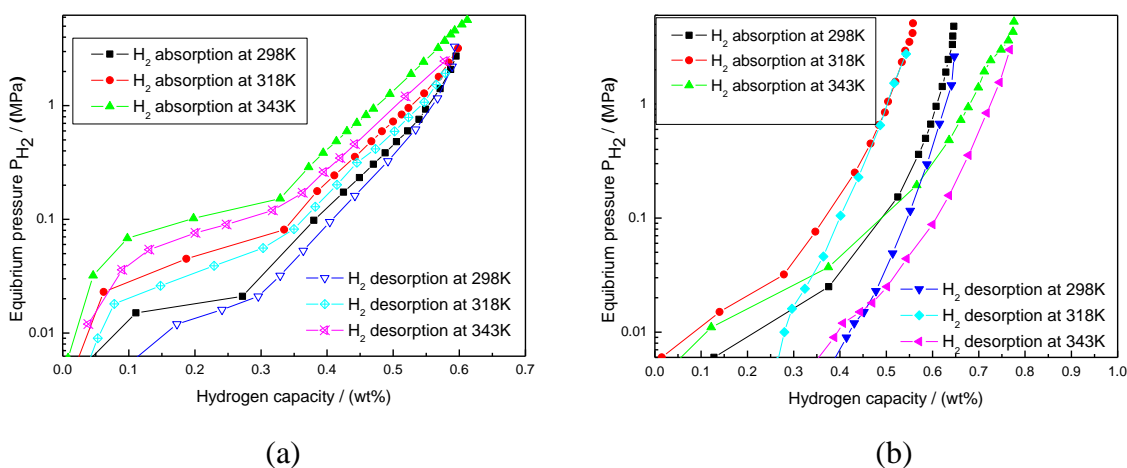 H2 absorption at 298K
H2 absorption at 318K
H2 absorption at 343K
H2 desorption at 298K
H2 desorption at 318K
H2 desorption at 343K
Equibrium pressure PH2 / (MPa)
1
0.1
0.01
0.0 0.1 0.2 0.3 0.4 0.5 0.6 0.7
Hydrogen capacity / (wt%)
(a)
H2 absorption at 298K
H2 absorption at 318K
H2 absorption at 343K
H2 desorption at 298K
H2 desorption at 318K
H2 desorption at 343K
Equibrium pressure PH2 / (MPa)
1
0.1
0.01
0.0 0.1 0.2 0.3 0.4 0.5 0.6 0.7 0.8 0.9 1.0
Hydrogen capacity / (wt%)
(b)